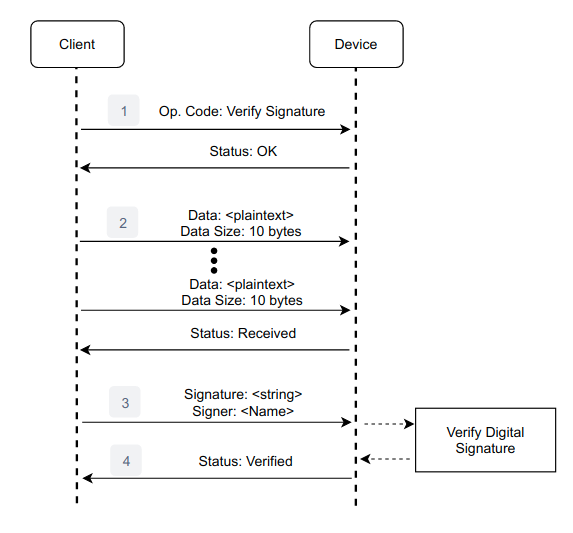 Client
Device
1
Op. Code: Verify Signature
Status: OK
2
Data: <plaintext>
Data Size: 10 bytes
Data: <plaintext>
Data Size: 10 bytes
Status: Received
3
Signature: <string>
Signer: <Name>
Verify Digital
Signature
4
Status: Verified